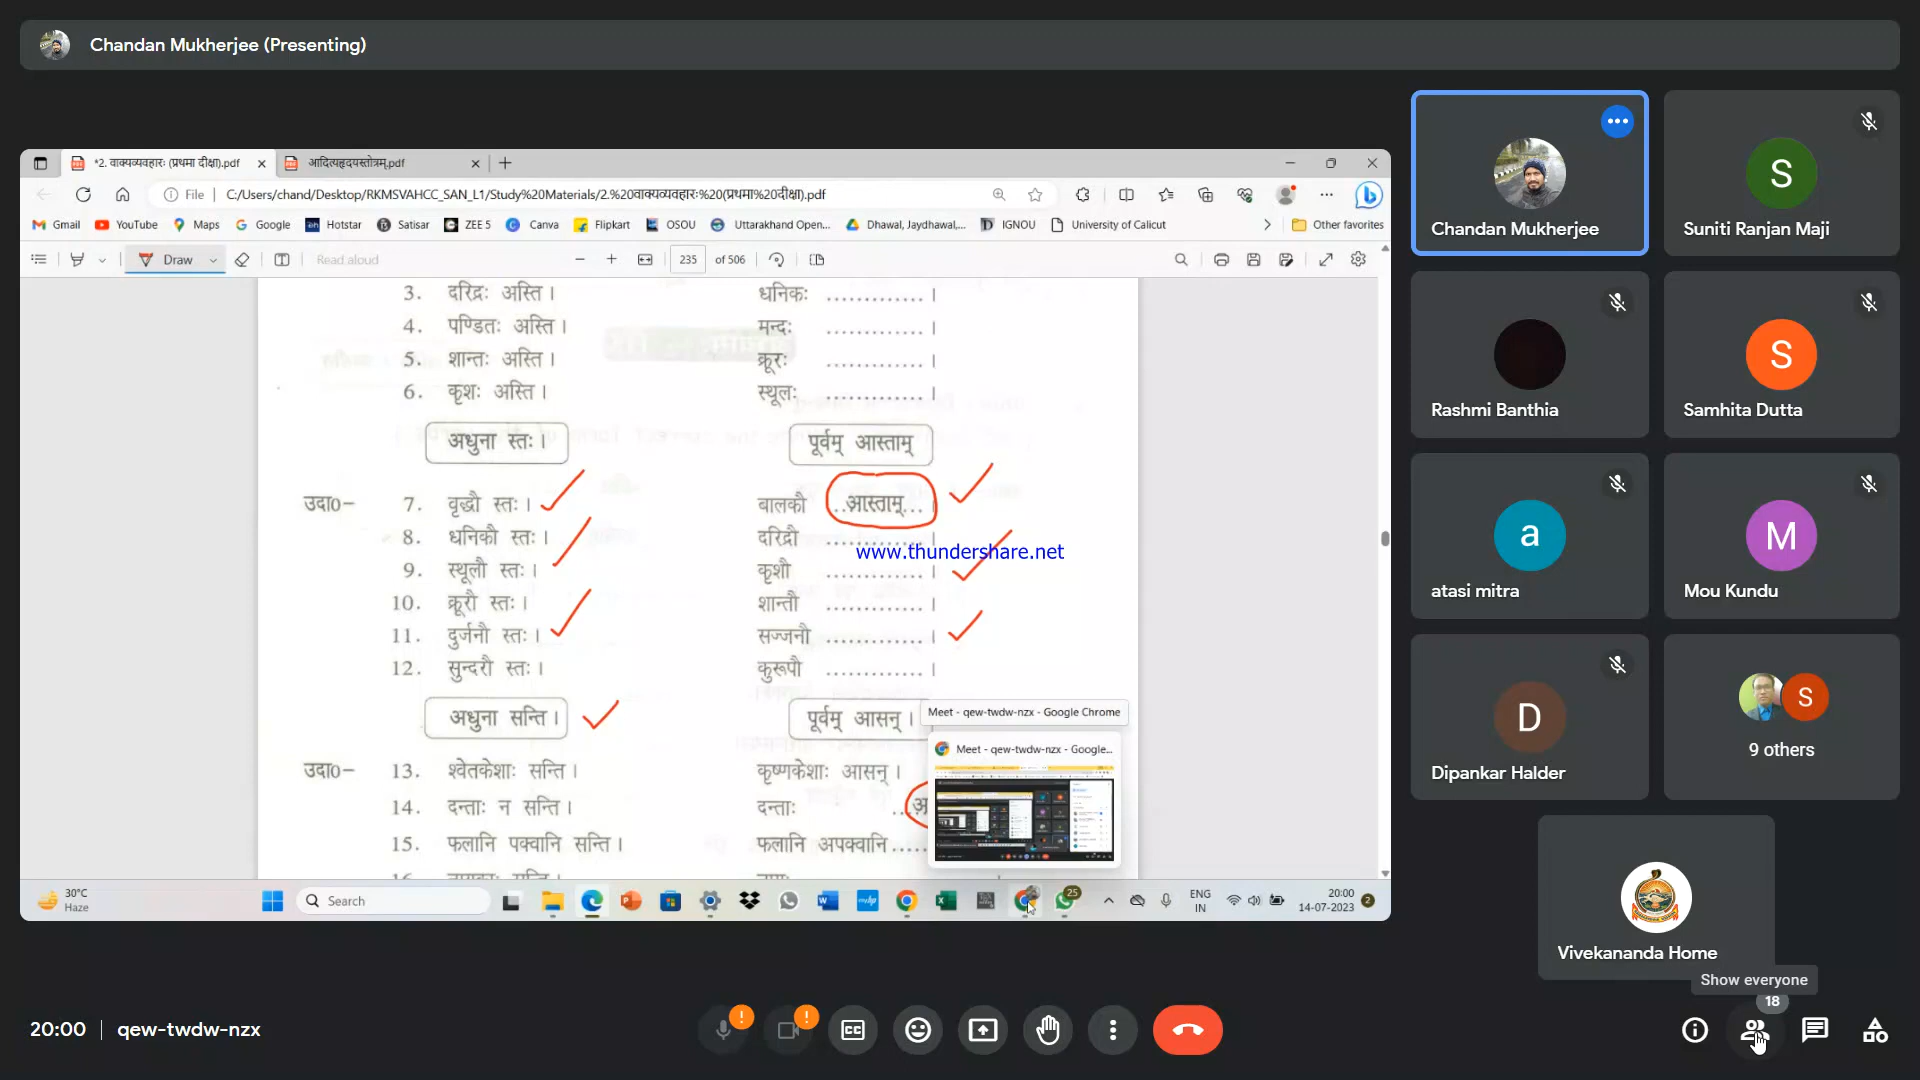 Chandan Mukherjee (Presenting)
*2. वाक्यव्यवहारः (प्रथमा दीक्षा).pdf
आदित्यहृदयस्तोत्रम्.pdf
File
C:/Users/chand/Desktop/RKMSVAHCC_SAN_L1/Study%20Materials/2.%20वाक्यव्यवहारः%20(प्रथमा%20दीक्षा).pdf
Gmail YouTube Maps Google Hotstar Satisar ZEE 5 Canva Flipkart OSOU Uttarakhand Open... Dhawal, Jaydhawal,... IGNOU University of Calicut Other favorites
Draw Read aloud 235 of 506
3. दरिद्रः अस्ति । धनिकः ............. ।
4. पण्डितः अस्ति । मन्दः ............. ।
5. शान्तः अस्ति । क्रूरः ............. ।
6. कृशः अस्ति । स्थूलः ............. ।
अधुना स्तः । पूर्वम् आस्ताम्
उदा०- 7. वृद्धौ स्तः । बालकौ ..आस्ताम्... ।
8. धनिकौ स्तः । दरिद्रौ ............. ।
www.thundershare.net
9. स्थूलौ स्तः । कृशौ ............. ।
10. क्रूरौ स्तः । शान्तौ ............. ।
11. दुर्जनौ स्तः । सज्जनौ ............. ।
12. सुन्दरौ स्तः । कुरूपौ ............. ।
अधुना सन्ति । पूर्वम् आसन् ।
Meet - qew-twdw-nzx - Google Chrome
Meet - qew-twdw-nzx - Google...
उदा०- 13. श्वेतकेशाः सन्ति । कृष्णकेशाः आसन् ।
14. दन्ताः न सन्ति । दन्ताः
15. फलानि पक्वानि सन्ति । फलानि अपक्वानि.....
30°C
Haze
Search
25
ENG
IN
20:00
14-07-2023
2
Chandan Mukherjee
S
Suniti Ranjan Maji
Rashmi Banthia
S
Samhita Dutta
a
atasi mitra
M
Mou Kundu
D
Dipankar Halder
S
9 others
Vivekananda Home
Show everyone
18
20:00 | qew-twdw-nzx